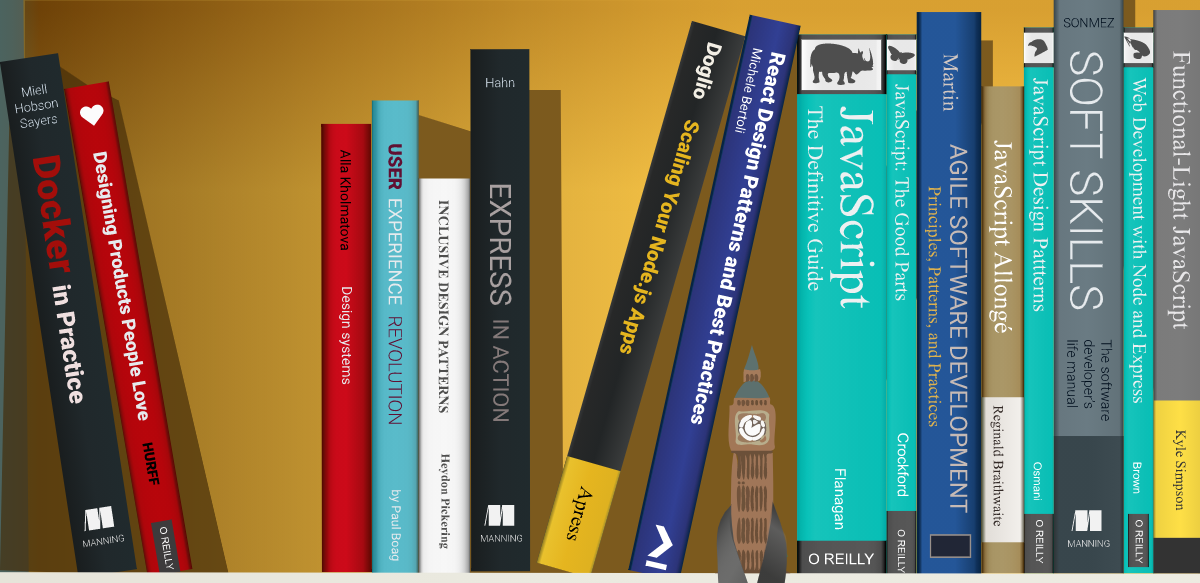 Miell
Hobson
Sayers
Docker in Practice
MANNING
Designing Products People Love
HURFF
O REILLY
Alla Kholmatova
Design systems
USER EXPERIENCE REVOLUTION
by Paul Boag
INCLUSIVE DESIGN PATTERNS
Heydon Pickering
Hahn
EXPRESS IN ACTION
MANNING
Doglio
Scaling Your Node.js Apps
Apress
React Design Patterns and Best Practices
Michele Bertoli
JavaScript
The Definitive Guide
Flanagan
O REILLY
JavaScript: The Good Parts
Crockford
O REILLY
Martin
AGILE SOFTWARE DEVELOPMENT
Principles, Patterns, and Practices
JavaScript Allongé
Reginald Braithwaite
JavaScript Design Patttens
Osmani
O REILLY
SONMEZ
SOFT SKILLS
The software
developer's
life manual
MANNING
Web Development with Node and Express
Brown
O REILLY
Functional-Light JavaScript
Kyle Simpson